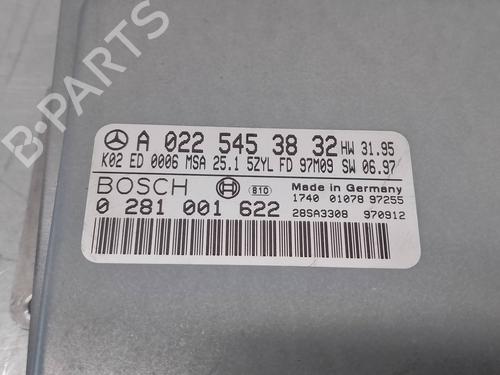 A 022 545 38 32 HW 31.95
K02 ED 0006 MSA 25.1 5ZYL FD 97M09 SW 06.97
BOSCH 810 Made in Germany
1740 01078 97255
0 281 001 622 28SA3308 970912
B-PARTS